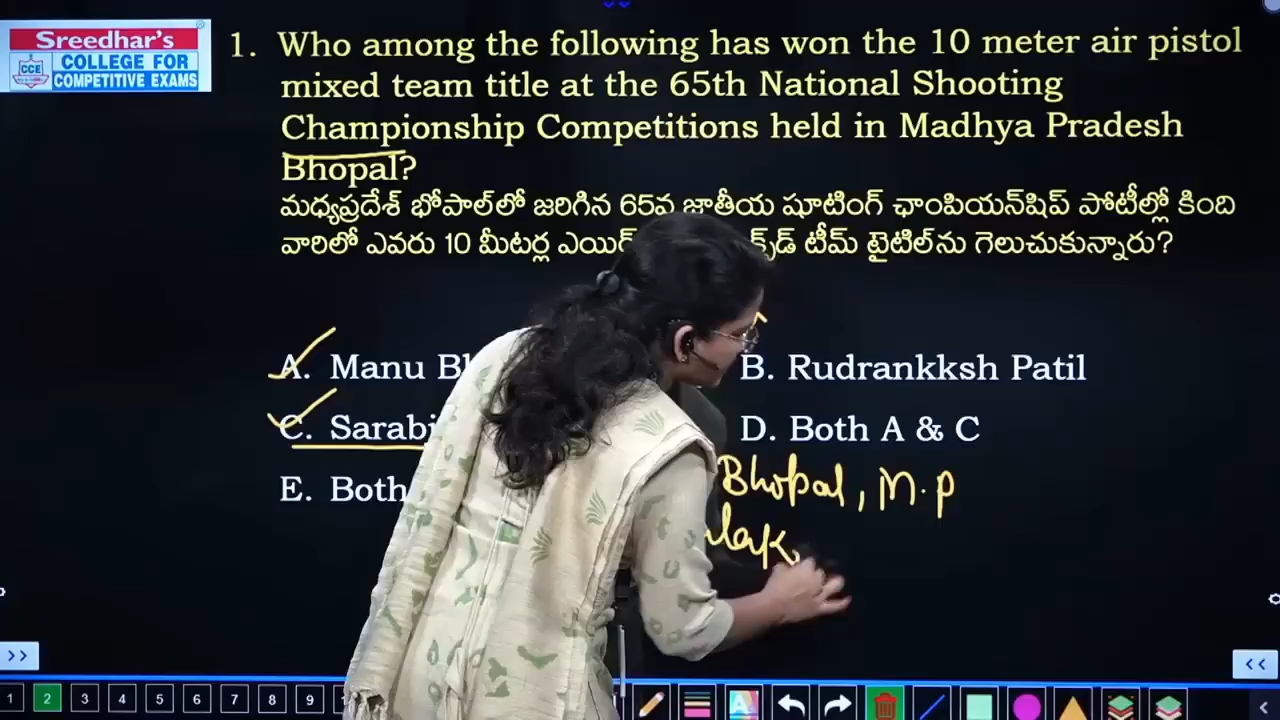 Sreedhar's
CCE
COLLEGE FOR
COMPETITIVE EXAMS
1. Who among the following has won the 10 meter air pistol
mixed team title at the 65th National Shooting
Championship Competitions held in Madhya Pradesh
Bhopal?
మధ్యప్రదేశ్ భోపాల్‌లో జరిగిన 65వ జాతీయ షూటింగ్ ఛాంపియన్‌షిప్ పోటీల్లో కింది
వారిలో ఎవరు 10 మీటర్ల టీమ్ టైటిల్‌ను గెలుచుకున్నారు?
A. Manu B. Rudrankksh Patil
C. D. Both A & C
E. Both
Bhopal, M.P
>> <<
1 2 3 4 5 6 7 8 9